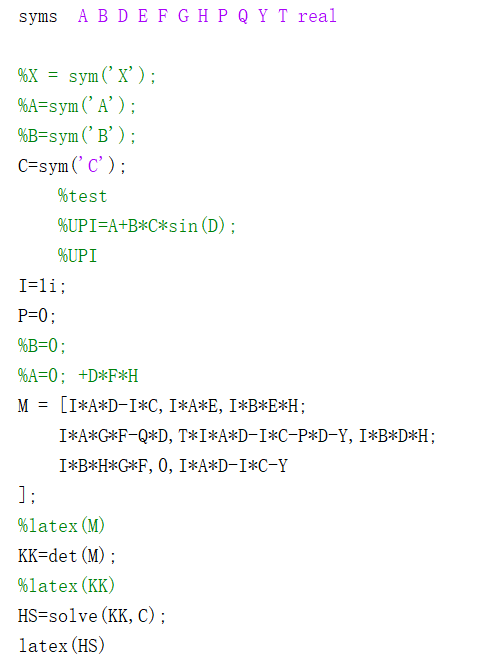 syms  A B D E F G H P Q Y T real
%X = sym('X');
%A=sym('A');
%B=sym('B');
C=sym('C');
%test
%UPI=A+B*C*sin(D);
%UPI
I=1i;
P=0;
%B=0;
%A=0; +D*F*H
M = [I*A*D-I*C,I*A*E,I*B*E*H;
I*A*G*F-Q*D,T*I*A*D-I*C-P*D-Y,I*B*D*H;
I*B*H*G*F,0,I*A*D-I*C-Y
];
%latex(M)
KK=det(M);
%latex(KK)
HS=solve(KK,C);
latex(HS)